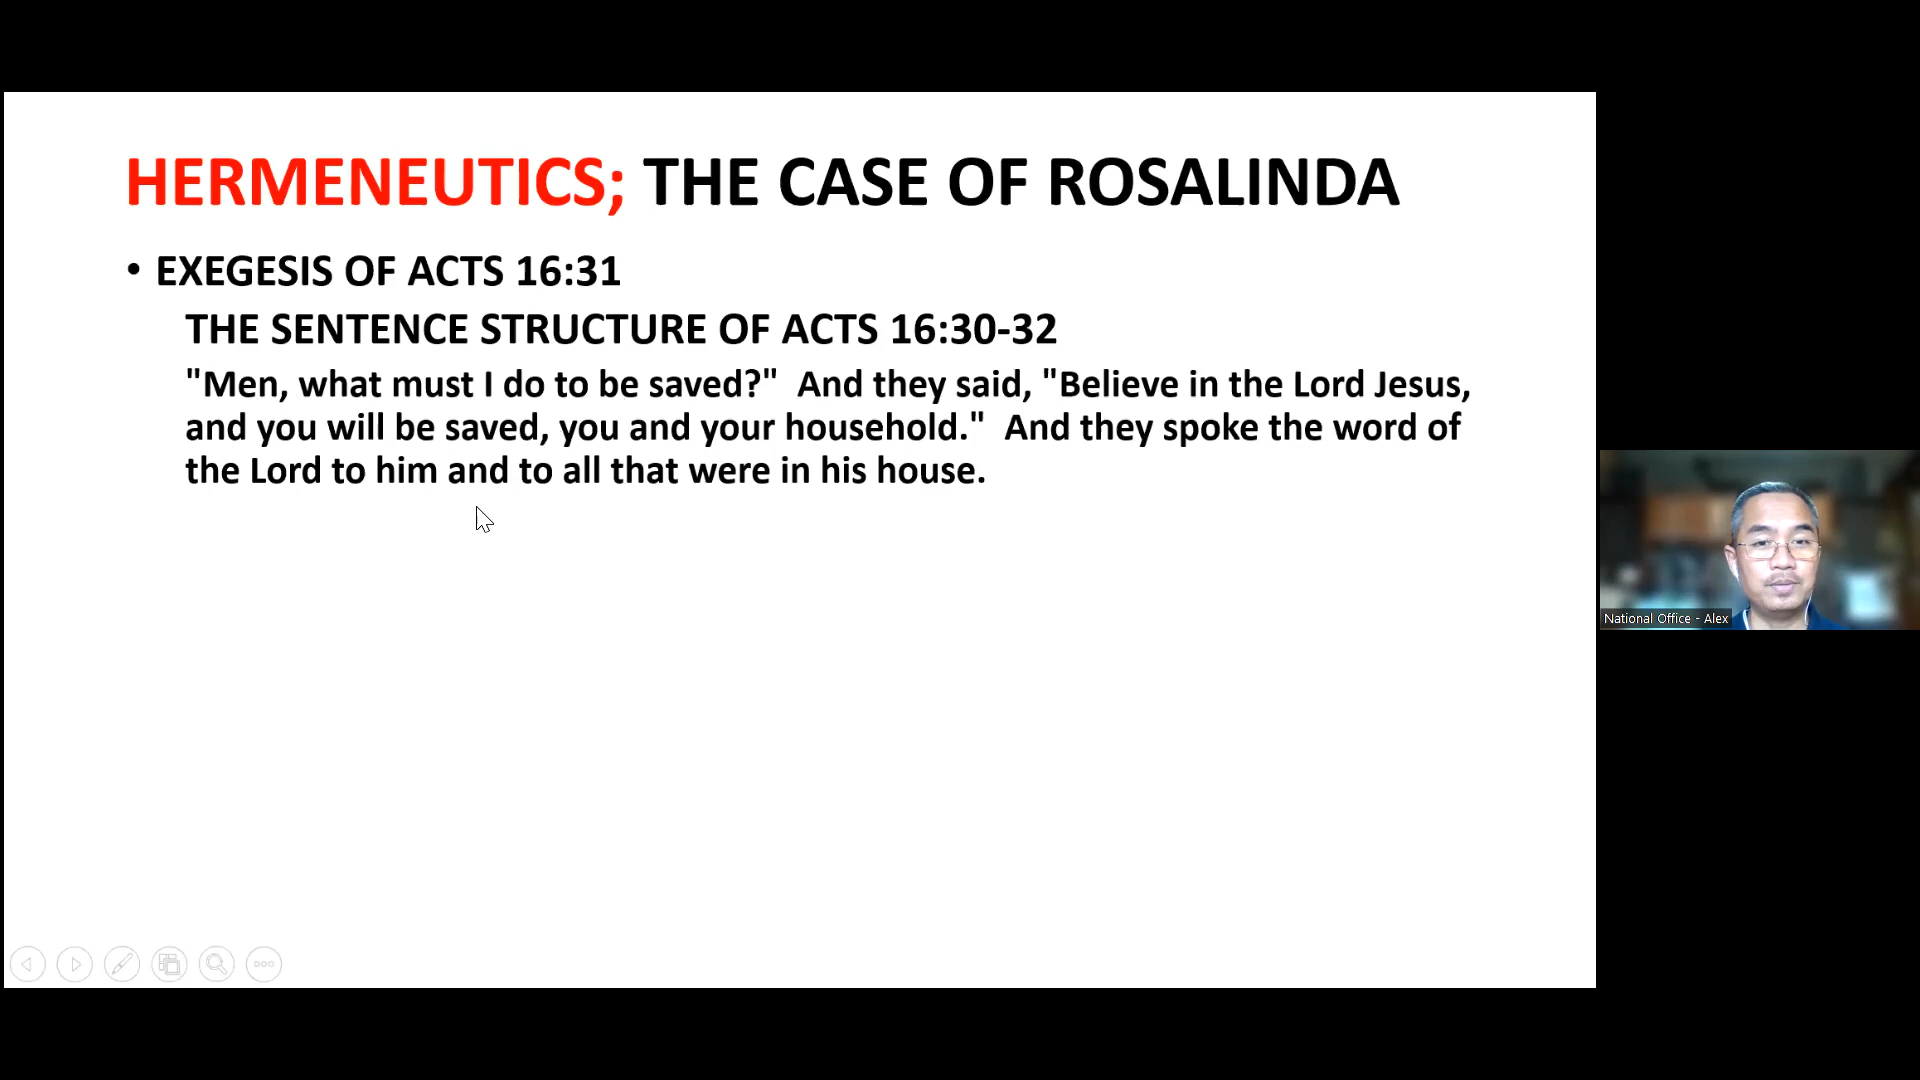 HERMENEUTICS; THE CASE OF ROSALINDA
• EXEGESIS OF ACTS 16:31
THE SENTENCE STRUCTURE OF ACTS 16:30-32
"Men, what must I do to be saved?"  And they said, "Believe in the Lord Jesus,
and you will be saved, you and your household."  And they spoke the word of
the Lord to him and to all that were in his house.
National Office - Alex